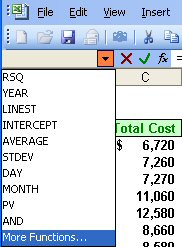 File Edit View Insert
fx =
C
RSQ
YEAR
LINEST
INTERCEPT
AVERAGE
STDEV
DAY
MONTH
PV
AND
More Functions...
Total Cost
$ 6,720
7,260
7,270
11,060
12,580
8,660
8,580